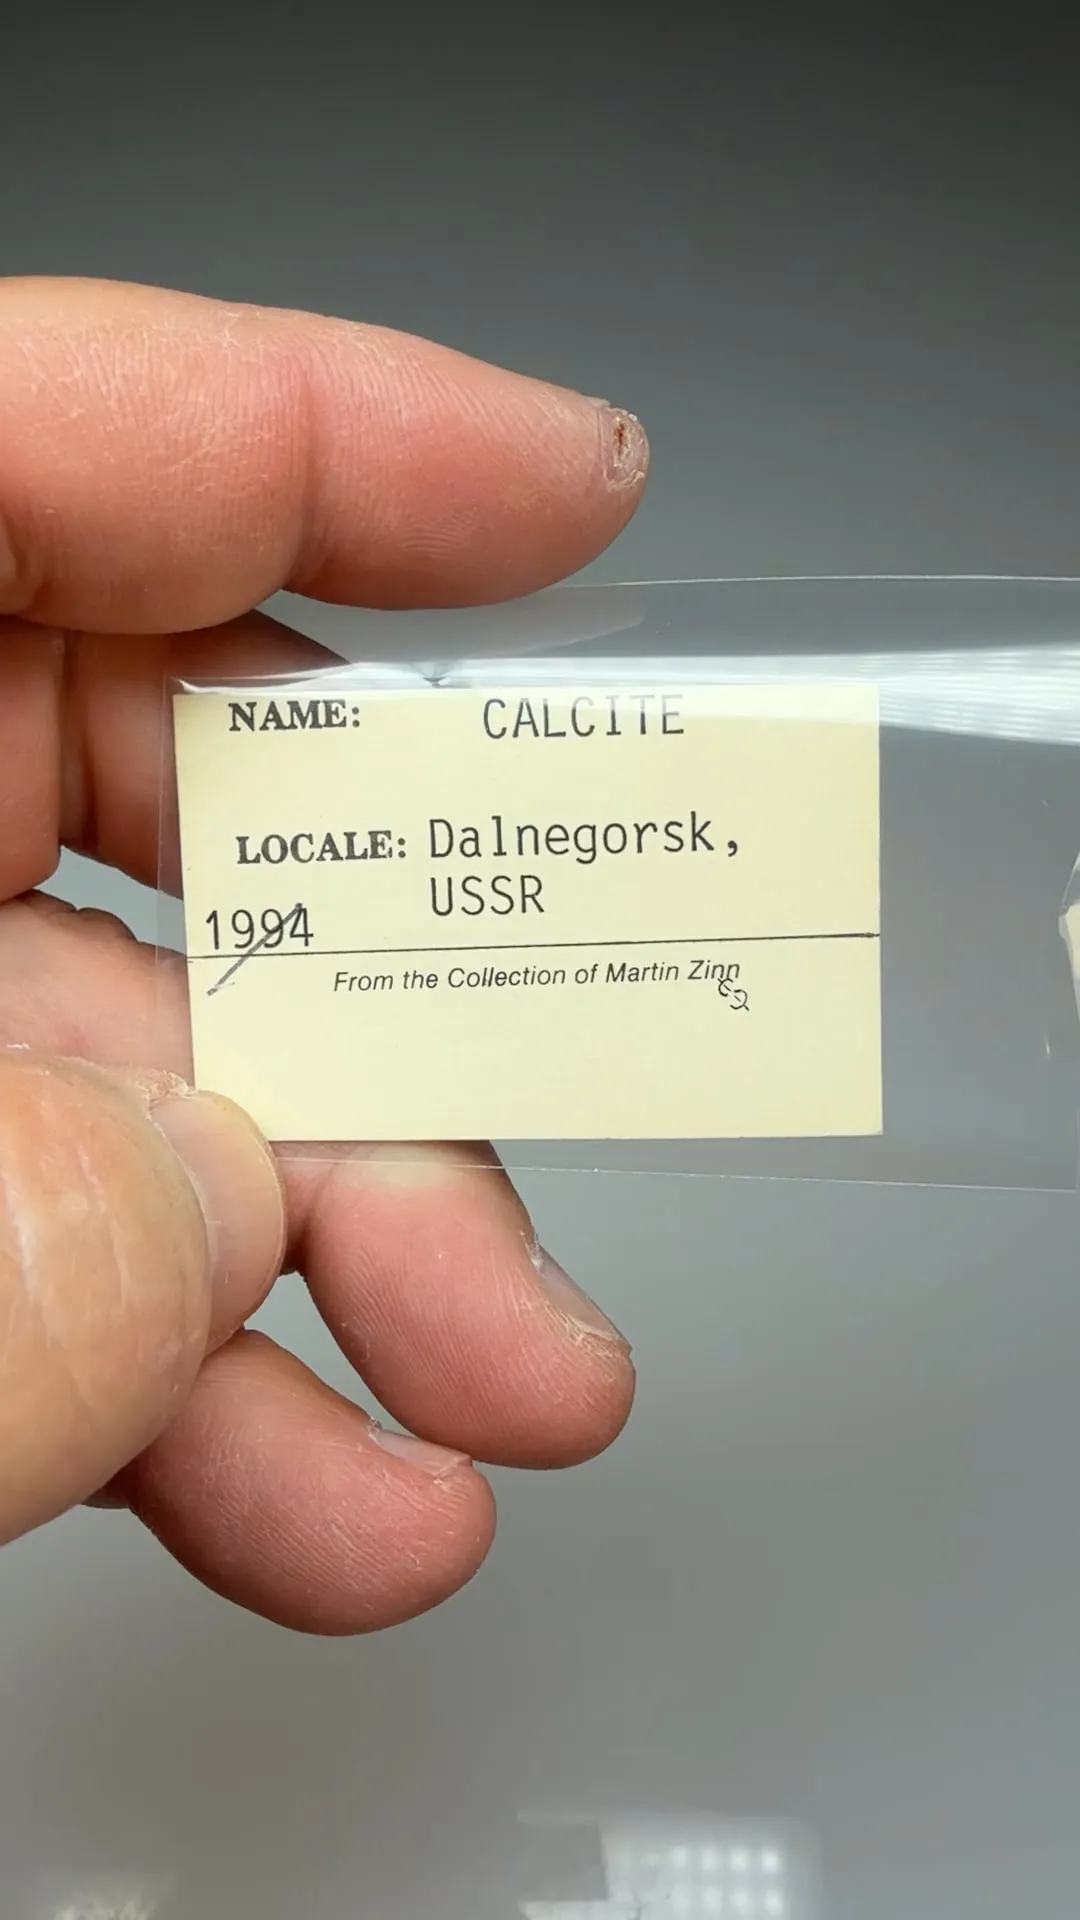 NAME: CALCITE
LOCALE: Dalnegorsk,
USSR
1994
From the Collection of Martin Zinn